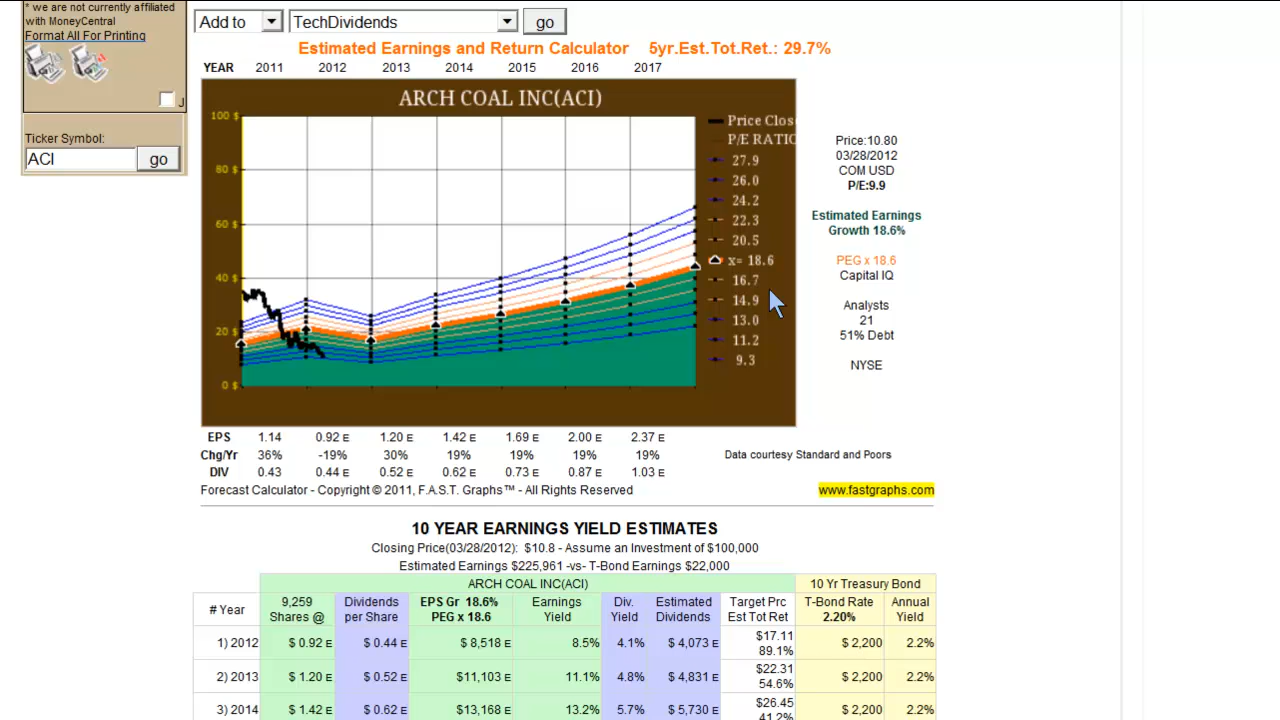 * we are not currently affiliated
with MoneyCentral
Format All For Printing
J
Ticker Symbol:
ACI go
Add to TechDividends go
Estimated Earnings and Return Calculator 5yr.Est.Tot.Ret.: 29.7%
YEAR 2011 2012 2013 2014 2015 2016 2017
ARCH COAL INC(ACI)
100 $
80 $
60 $
40 $
20 $
0 $
Price Clos
P/E RATIO
27.9
26.0
24.2
22.3
20.5
x= 18.6
16.7
14.9
13.0
11.2
9.3
Price:10.80
03/28/2012
COM USD
P/E:9.9
Estimated Earnings
Growth 18.6%
PEG x 18.6
Capital IQ
Analysts
21
51% Debt
NYSE
EPS 1.14 0.92 E 1.20 E 1.42 E 1.69 E 2.00 E 2.37 E
Chg/Yr 36% -19% 30% 19% 19% 19% 19%
DIV 0.43 0.44 E 0.52 E 0.62 E 0.73 E 0.87 E 1.03 E
Data courtesy Standard and Poors
Forecast Calculator - Copyright © 2011, F.A.S.T. Graphs™ - All Rights Reserved www.fastgraphs.com
10 YEAR EARNINGS YIELD ESTIMATES
Closing Price(03/28/2012): $10.8 - Assume an Investment of $100,000
Estimated Earnings $225,961 -vs- T-Bond Earnings $22,000
ARCH COAL INC(ACI) 10 Yr Treasury Bond
# Year 9,259 Dividends EPS Gr 18.6% Earnings Div. Estimated Target Prc T-Bond Rate Annual
Shares @ per Share PEG x 18.6 Yield Yield Dividends Est Tot Ret 2.20% Yield
1) 2012 $ 0.92 E $ 0.44 E $ 8,518 E 8.5% 4.1% $ 4,073 E $17.11 89.1% $ 2,200 2.2%
2) 2013 $ 1.20 E $ 0.52 E $11,103 E 11.1% 4.8% $ 4,831 E $22.31 54.6% $ 2,200 2.2%
3) 2014 $ 1.42 E $ 0.62 E $13,168 E 13.2% 5.7% $ 5,730 E $26.45 41.2% $ 2,200 2.2%